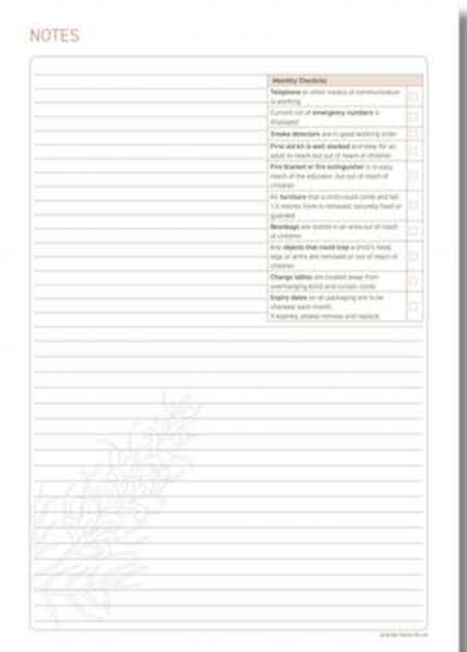 NOTES
Monthly Checklist
Telephone or other means of communication
is working
Current list of emergency numbers is
displayed
Smoke detectors are in good working order
First aid kit is well stocked and easy for an
adult to reach but out of reach of children
Fire blanket or fire extinguisher is in easy
reach of the educator, but out of reach of
children
All furniture that a child could climb and fall
1.5 metres from is removed, securely fixed or
guarded
Beanbags are stored in an area out of reach
of children
Any objects that could trap a child's head,
legs or arms are removed or out of reach of
children
Change tables are located away from
overhanging blind and curtain cords
Expiry dates on all packaging are to be
checked each month.
If expired, please remove and replace